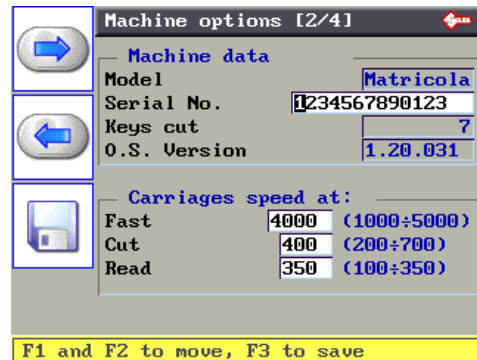 Machine options [2/4]
Machine data
Model Matricola
Serial No. 1234567890123
Keys cut 7
O.S. Version 1.20.031
Carriages speed at:
Fast 4000 (1000÷5000)
Cut 400 (200÷700)
Read 350 (100÷350)
F1 and F2 to move, F3 to save